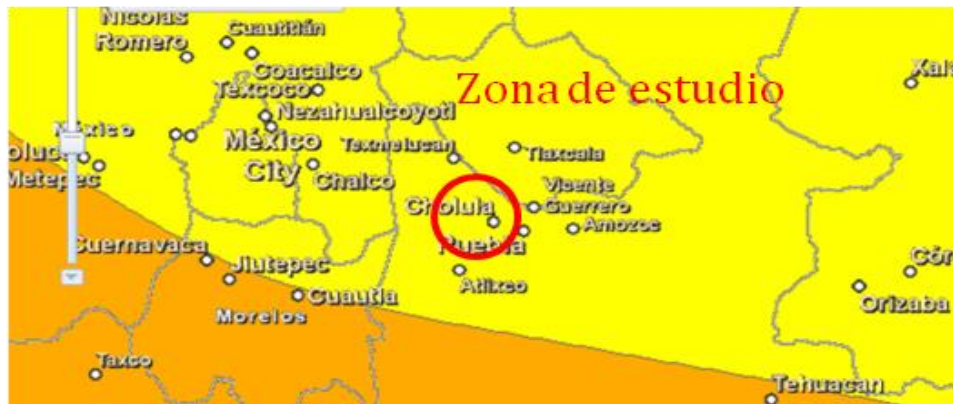 Nicolas
Romero
Cuautitlán
Coacalco
Texcoco
Nezahualcoyotl
México
México
City
Chalco
Metepec
Zona de estudio
Texmelucan
Tlaxcala
Cholula
Vicente
Guerrero
Puebla
Amozoc
Atlixco
Xal
Cór
Orizaba
Cuernavaca
Jiutepec
Cuautla
Morelos
Taxco
Tehuacan